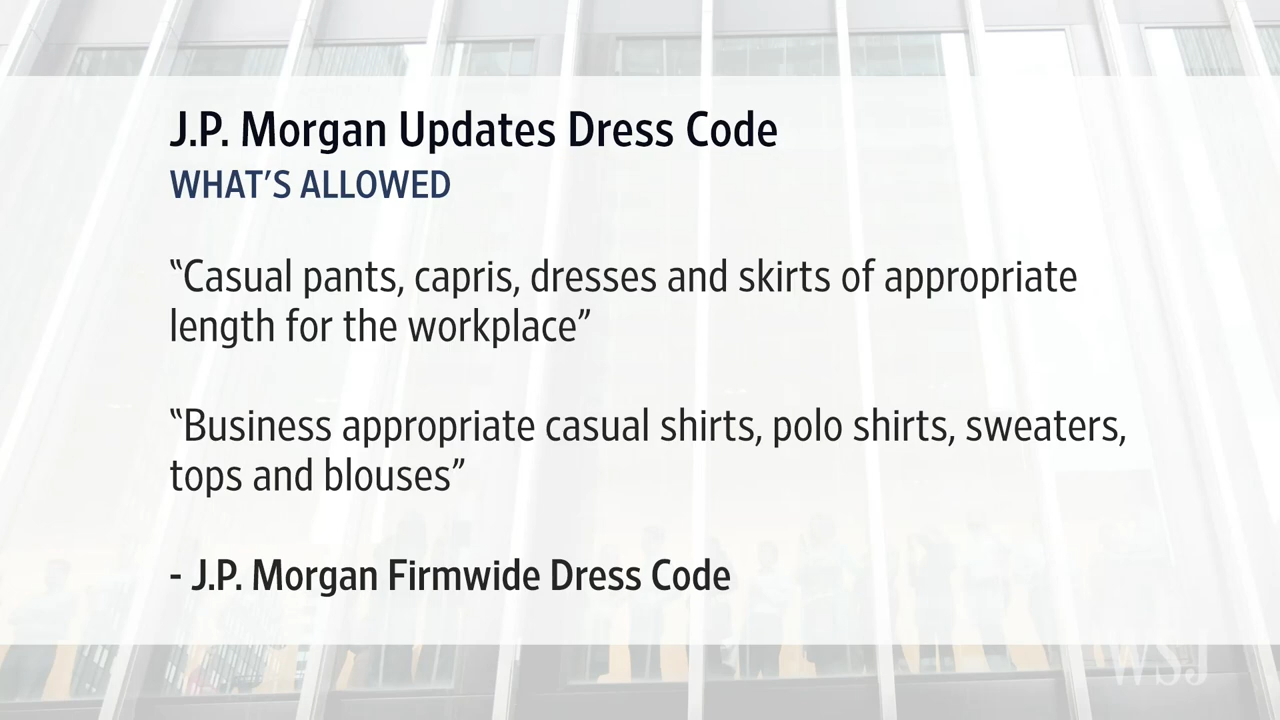 J.P. Morgan Updates Dress Code
WHAT’S ALLOWED
“Casual pants, capris, dresses and skirts of appropriate
length for the workplace”
“Business appropriate casual shirts, polo shirts, sweaters,
tops and blouses”
- J.P. Morgan Firmwide Dress Code
WSJ